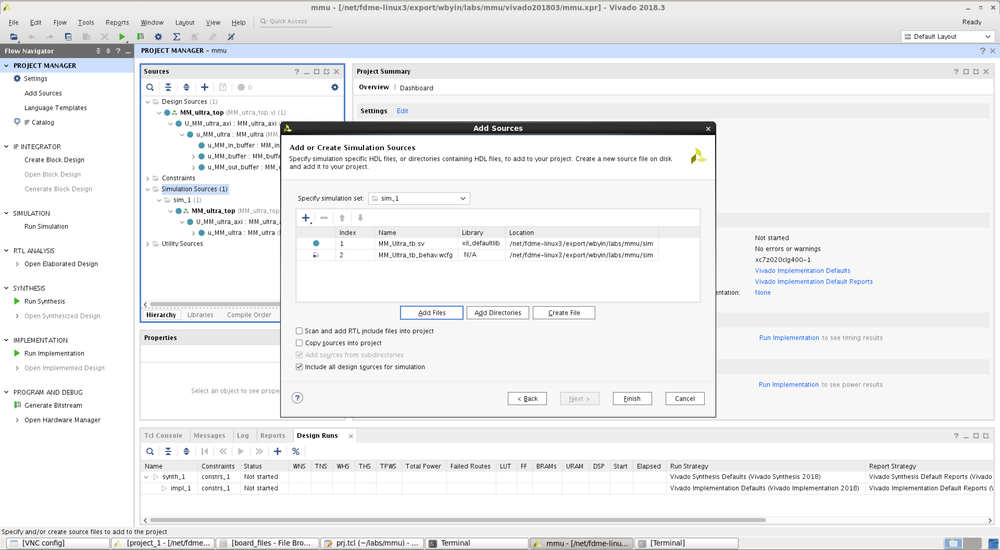 mmu - [/net/fdme-linux3/export/wbyin/labs/mmu/vivado201803/mmu.xpr] - Vivado 2018.3
File Edit Flow Tools Reports Window Layout View Help Quick Access Ready
Default Layout
Flow Navigator
PROJECT MANAGER
Settings
Add Sources
Language Templates
IP Catalog
IP INTEGRATOR
Create Block Design
Open Block Design
Generate Block Design
SIMULATION
Run Simulation
RTL ANALYSIS
Open Elaborated Design
SYNTHESIS
Run Synthesis
Open Synthesized Design
IMPLEMENTATION
Run Implementation
Open Implemented Design
PROGRAM AND DEBUG
Generate Bitstream
Open Hardware Manager
PROJECT MANAGER - mmu
Sources
0
Design Sources (1)
MM_ultra_top (MM_ultra_top.v) (1)
U_MM_ultra_axi : MM_ultra_axi
u_MM_ultra : MM_ultra (MM_
u_MM_in_buffer : MM_in
u_MM_buffer : MM_buffe
u_MM_out_buffer : MM_
Constraints
Simulation Sources (1)
sim_1 (1)
MM_ultra_top (MM_ultra_top
U_MM_ultra_axi : MM_ultra_
u_MM_ultra : MM_ultra (
Utility Sources
Hierarchy Libraries Compile Order
Properties
Select an object to see prope
Project Summary
Overview | Dashboard
Settings Edit
Not started
No errors or warnings
xc7z020clg400-1
Vivado Implementation Defaults
Vivado Implementation Default Reports
entation: None
Run Implementation to see timing results
Run Implementation to see power results
Add Sources
Add or Create Simulation Sources
Specify simulation specific HDL files, or directories containing HDL files, to add to your project. Create a new source file on disk
and add it to your project.
Specify simulation set: sim_1
Index Name Library Location
1 MM_Ultra_tb.sv xil_defaultlib /net/fdme-linux3/export/wbyin/labs/mmu/sim
2 MM_Ultra_tb_behav.wcfg N/A /net/fdme-linux3/export/wbyin/labs/mmu/sim
Add Files Add Directories Create File
Scan and add RTL include files into project
Copy sources into project
Add sources from subdirectories
Include all design sources for simulation
? < Back Next > Finish Cancel
Tcl Console Messages Log Reports Design Runs
Name Constraints Status WNS TNS WHS THS TPWS Total Power Failed Routes LUT FF BRAMs URAM DSP Start Elapsed Run Strategy Report Strategy
synth_1 constrs_1 Not started Vivado Synthesis Defaults (Vivado Synthesis 2018) Vivado Synthesis Default Reports (Vivado
impl_1 constrs_1 Not started Vivado Implementation Defaults (Vivado Implementation 2018) Vivado Implementation Default Reports (
Specify and/or create source files to add to the project
[VNC config] [project_1 - [/net/fdme... [board_files - File Bro... prj.tcl (~/labs/mmu) - ... Terminal mmu - [/net/fdme-linu... [Terminal]